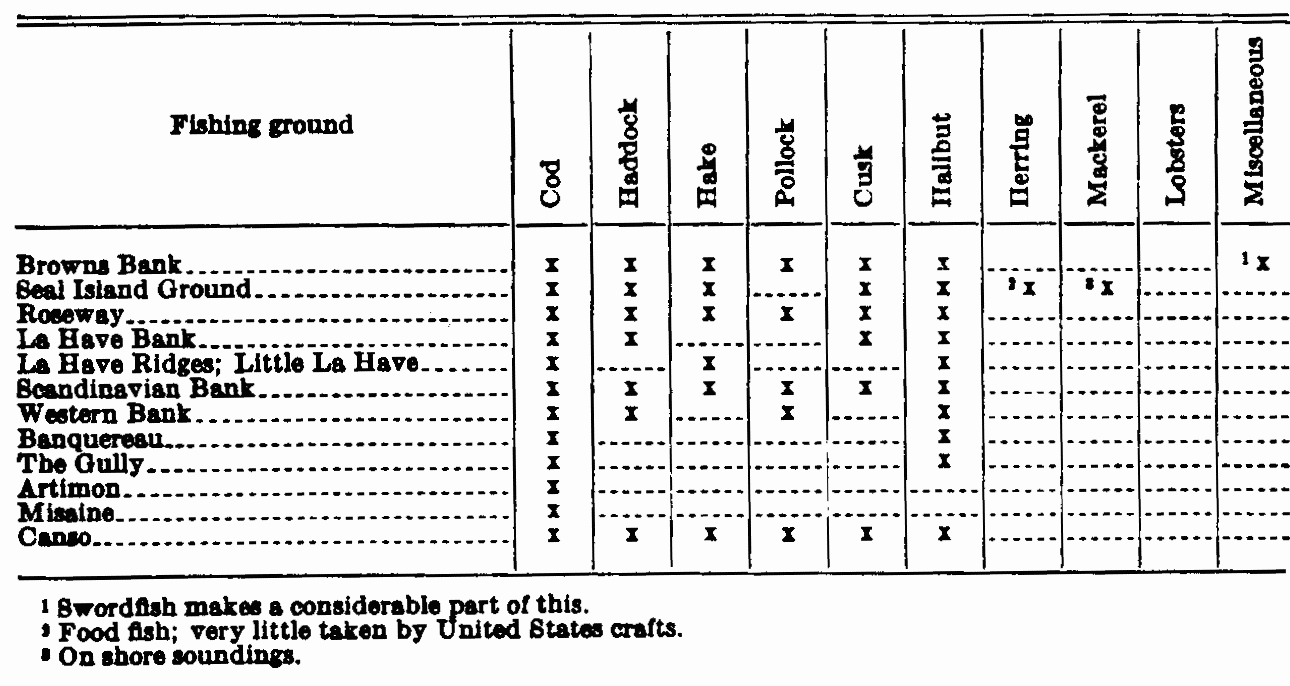 Fishing ground Cod Haddock Hake Pollock Cusk Halibut Herring Mackerel Lobsters Miscellaneous
Browns Bank x x x x x x ¹ x
Seal Island Ground x x x x x ² x ³ x
Roseway x x x x x x
La Have Bank x x x x
La Have Ridges; Little La Have x x x
Scandinavian Bank x x x x x x
Western Bank x x x x
Banquereau x x
The Gully x x
Artimon x
Misaine x
Canso x x x x x x
¹ Swordfish makes a considerable part of this.
² Food fish; very little taken by United States crafts.
³ On shore soundings.